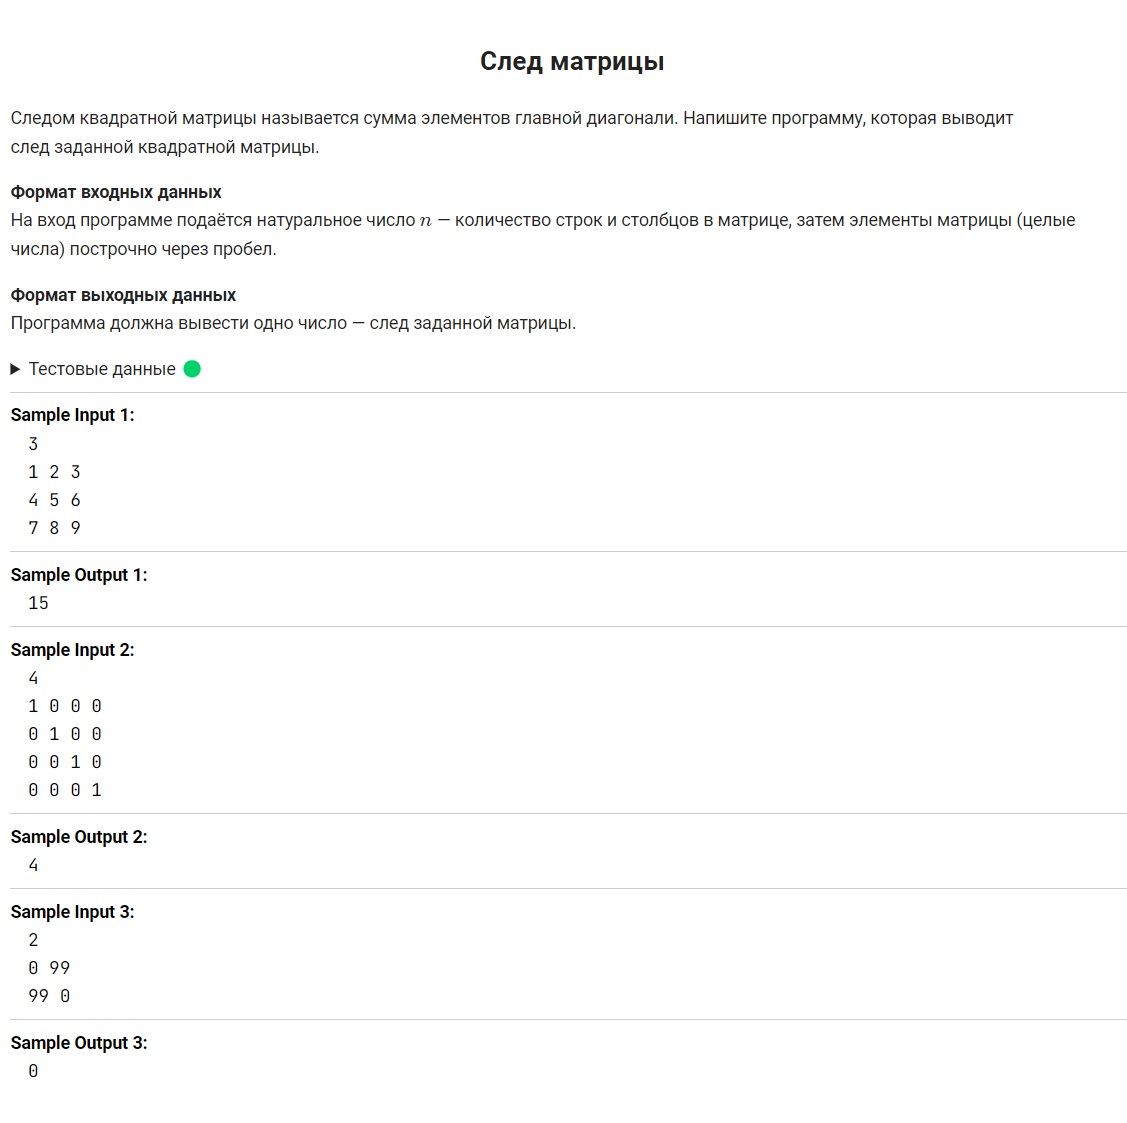 След матрицы
Следом квадратной матрицы называется сумма элементов главной диагонали. Напишите программу, которая выводит
след заданной квадратной матрицы.
Формат входных данных
На вход программе подаётся натуральное число n — количество строк и столбцов в матрице, затем элементы матрицы (целые
числа) построчно через пробел.
Формат выходных данных
Программа должна вывести одно число — след заданной матрицы.
Тестовые данные
Sample Input 1:
3
1 2 3
4 5 6
7 8 9
Sample Output 1:
15
Sample Input 2:
4
1 0 0 0
0 1 0 0
0 0 1 0
0 0 0 1
Sample Output 2:
4
Sample Input 3:
2
0 99
99 0
Sample Output 3:
0